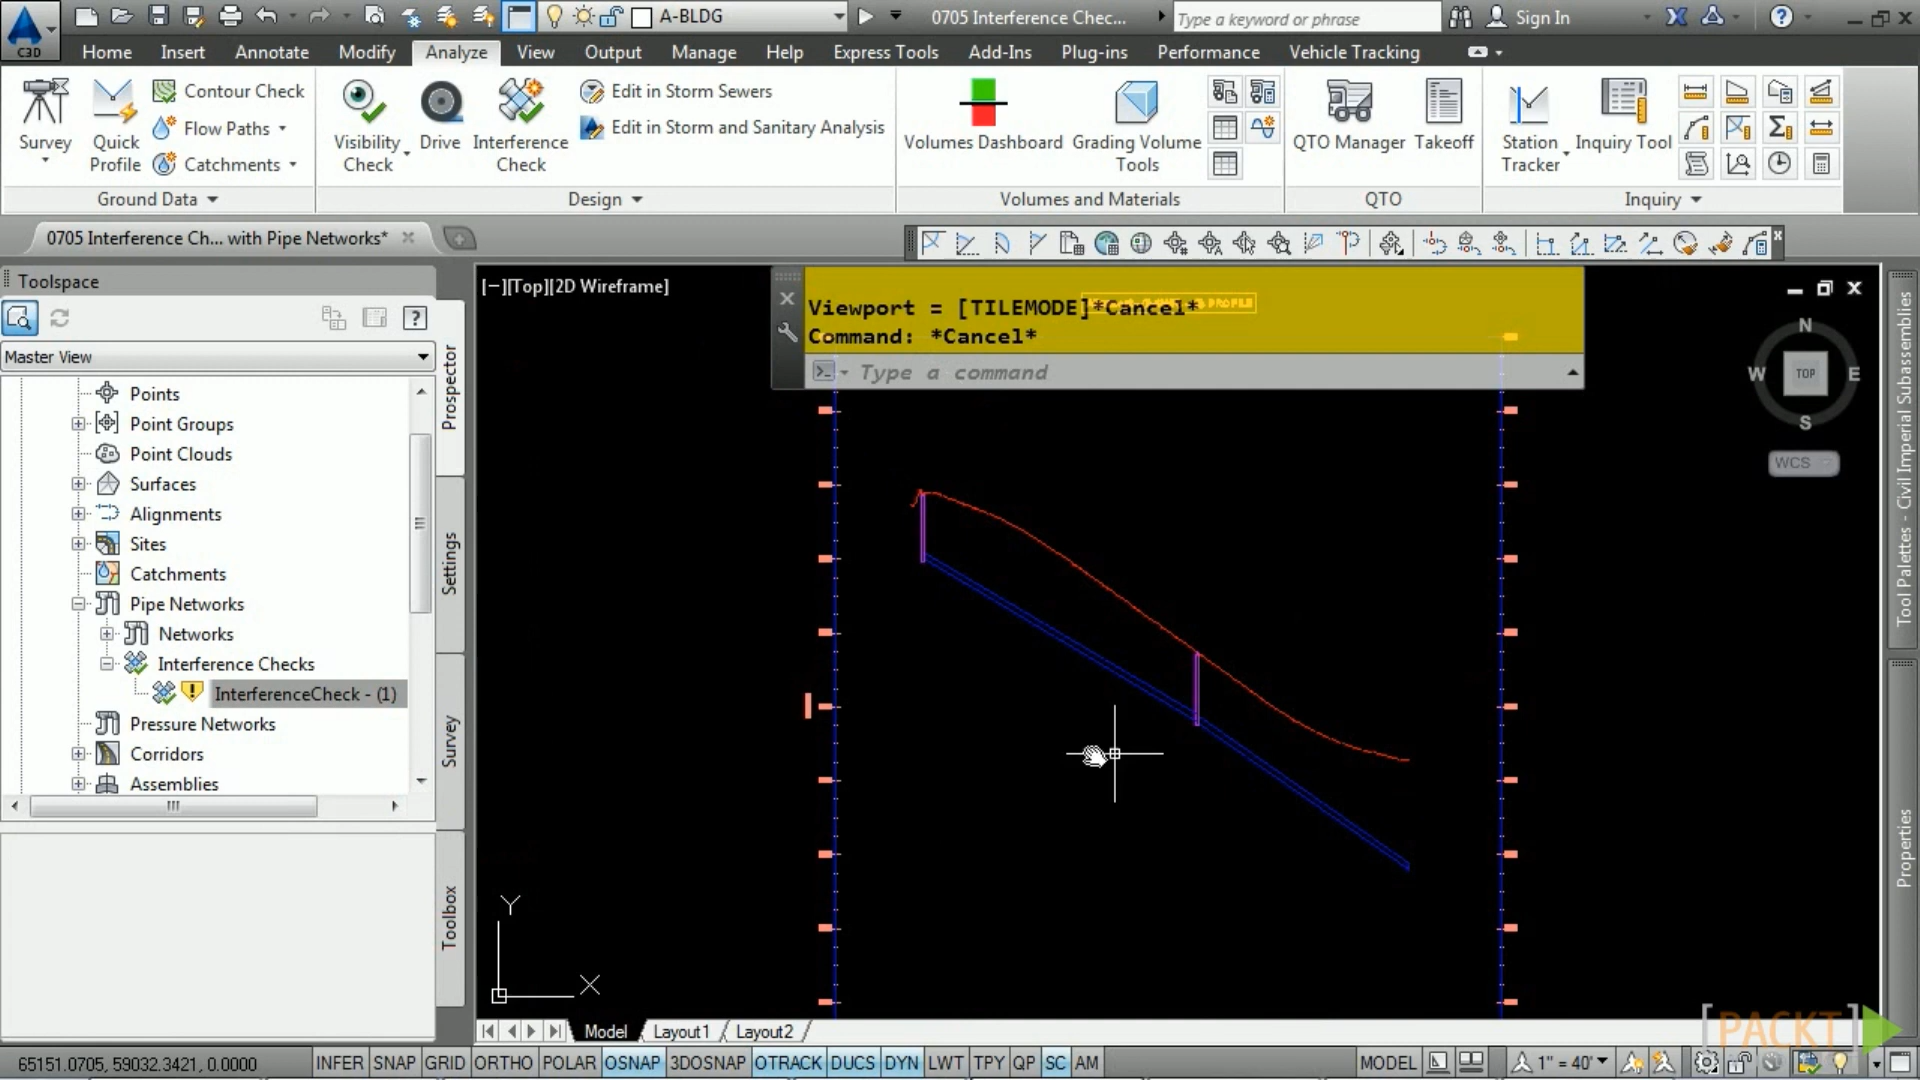 A-BLDG
0705 Interference Chec...
Type a keyword or phrase
Sign In
C3D
Home Insert Annotate Modify Analyze View Output Manage Help Express Tools Add-Ins Plug-ins Performance Vehicle Tracking
Survey
Quick Profile
Contour Check
Flow Paths
Catchments
Visibility Check
Drive
Interference Check
Edit in Storm Sewers
Edit in Storm and Sanitary Analysis
Volumes Dashboard
Grading Volume Tools
QTO Manager
Takeoff
Station Tracker
Inquiry Tool
Ground Data
Design
Volumes and Materials
QTO
Inquiry
0705 Interference Ch... with Pipe Networks*
Toolspace
Master View
Points
Point Groups
Point Clouds
Surfaces
Alignments
Sites
Catchments
Pipe Networks
Networks
Interference Checks
InterferenceCheck - (1)
Pressure Networks
Corridors
Assemblies
Prospector
Settings
Survey
Toolbox
[−][Top][2D Wireframe]
Viewport = [TILEMODE]*Cancel*
PROFILE
Command: *Cancel*
Type a command
N
W TOP E
S
WCS
Tool Palettes - Civil Imperial Subassemblies
Properties
Y
X
Model Layout1 Layout2
[PACKT]
65151.0705, 59032.3421, 0.0000
INFER SNAP GRID ORTHO POLAR OSNAP 3DOSNAP OTRACK DUCS DYN LWT TPY QP SC AM
MODEL
1" = 40'